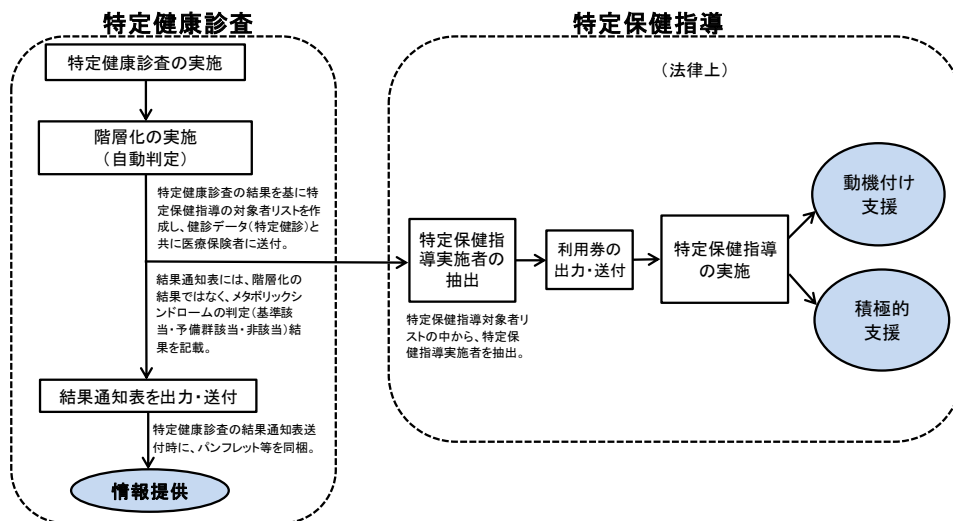 特定健康診査
特定健康診査の実施
階層化の実施
（自動判定）
特定健康診査の結果を基に特
定保健指導の対象者リストを作
成し、健診データ（特定健診）と
共に医療保険者に送付。
結果通知表には、階層化の
結果ではなく、メタボリックシ
ンドロームの判定（基準該
当・予備群該当・非該当）結
果を記載。
結果通知表を出力・送付
特定健康診査の結果通知表送
付時に、パンフレット等を同梱。
情報提供
特定保健指導
（法律上）
特定保健指
導実施者の
抽出
特定保健指導対象者リ
ストの中から、特定保
健指導実施者を抽出。
利用券の
出力・送付
特定保健指導
の実施
動機付け
支援
積極的
支援